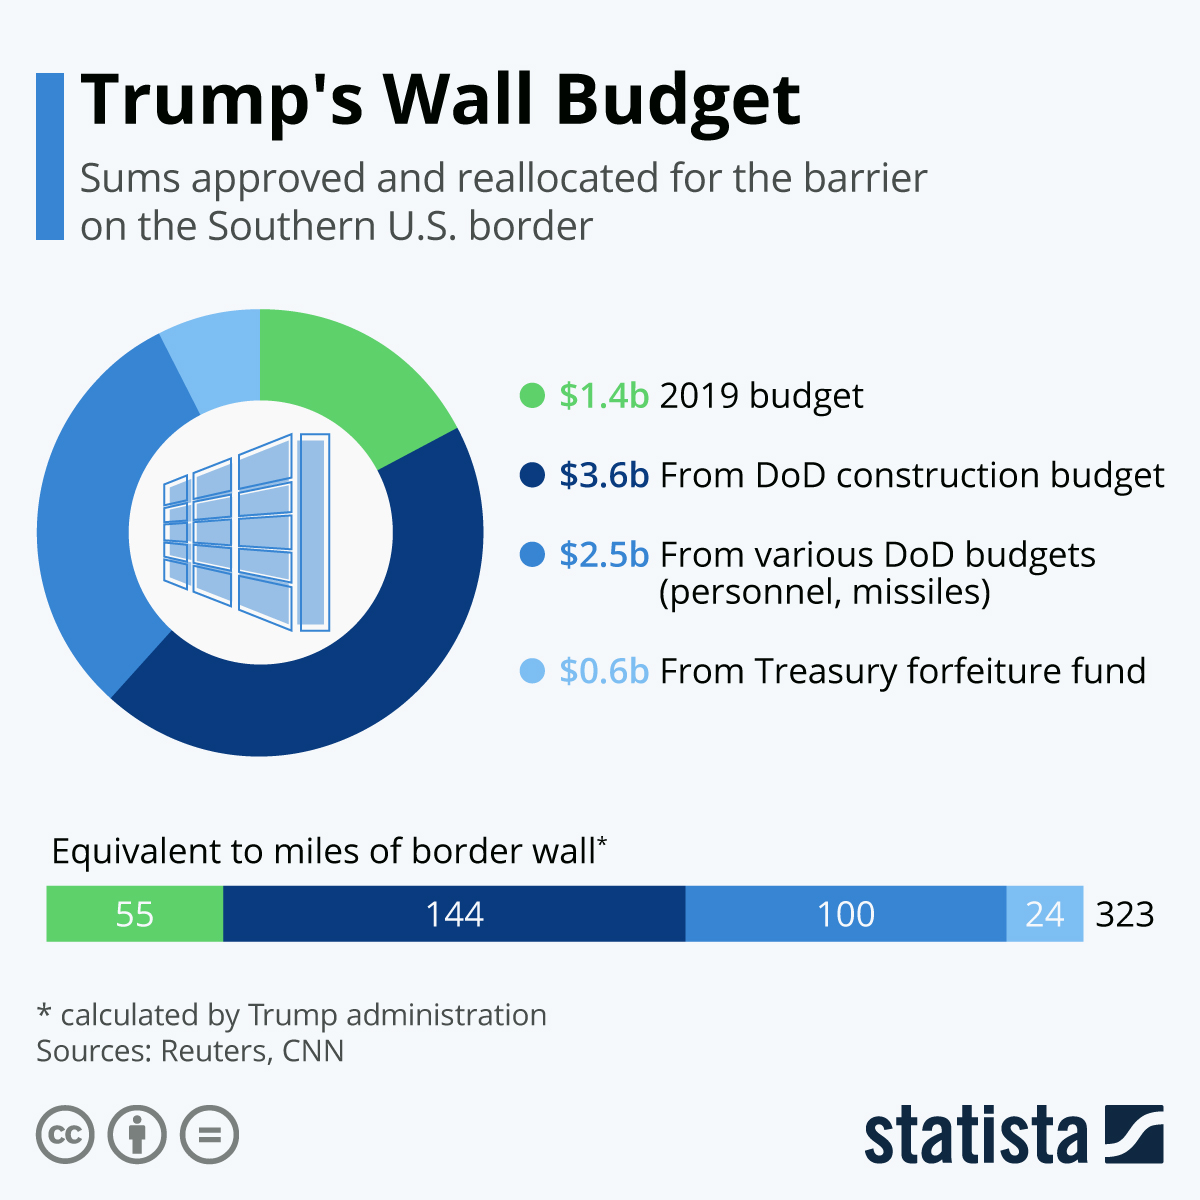 Trump's Wall Budget
Sums approved and reallocated for the barrier
on the Southern U.S. border
$1.4b 2019 budget
$3.6b From DoD construction budget
$2.5b From various DoD budgets
(personnel, missiles)
$0.6b From Treasury forfeiture fund
Equivalent to miles of border wall*
55 144 100 24 323
* calculated by Trump administration
Sources: Reuters, CNN
cc =
statista